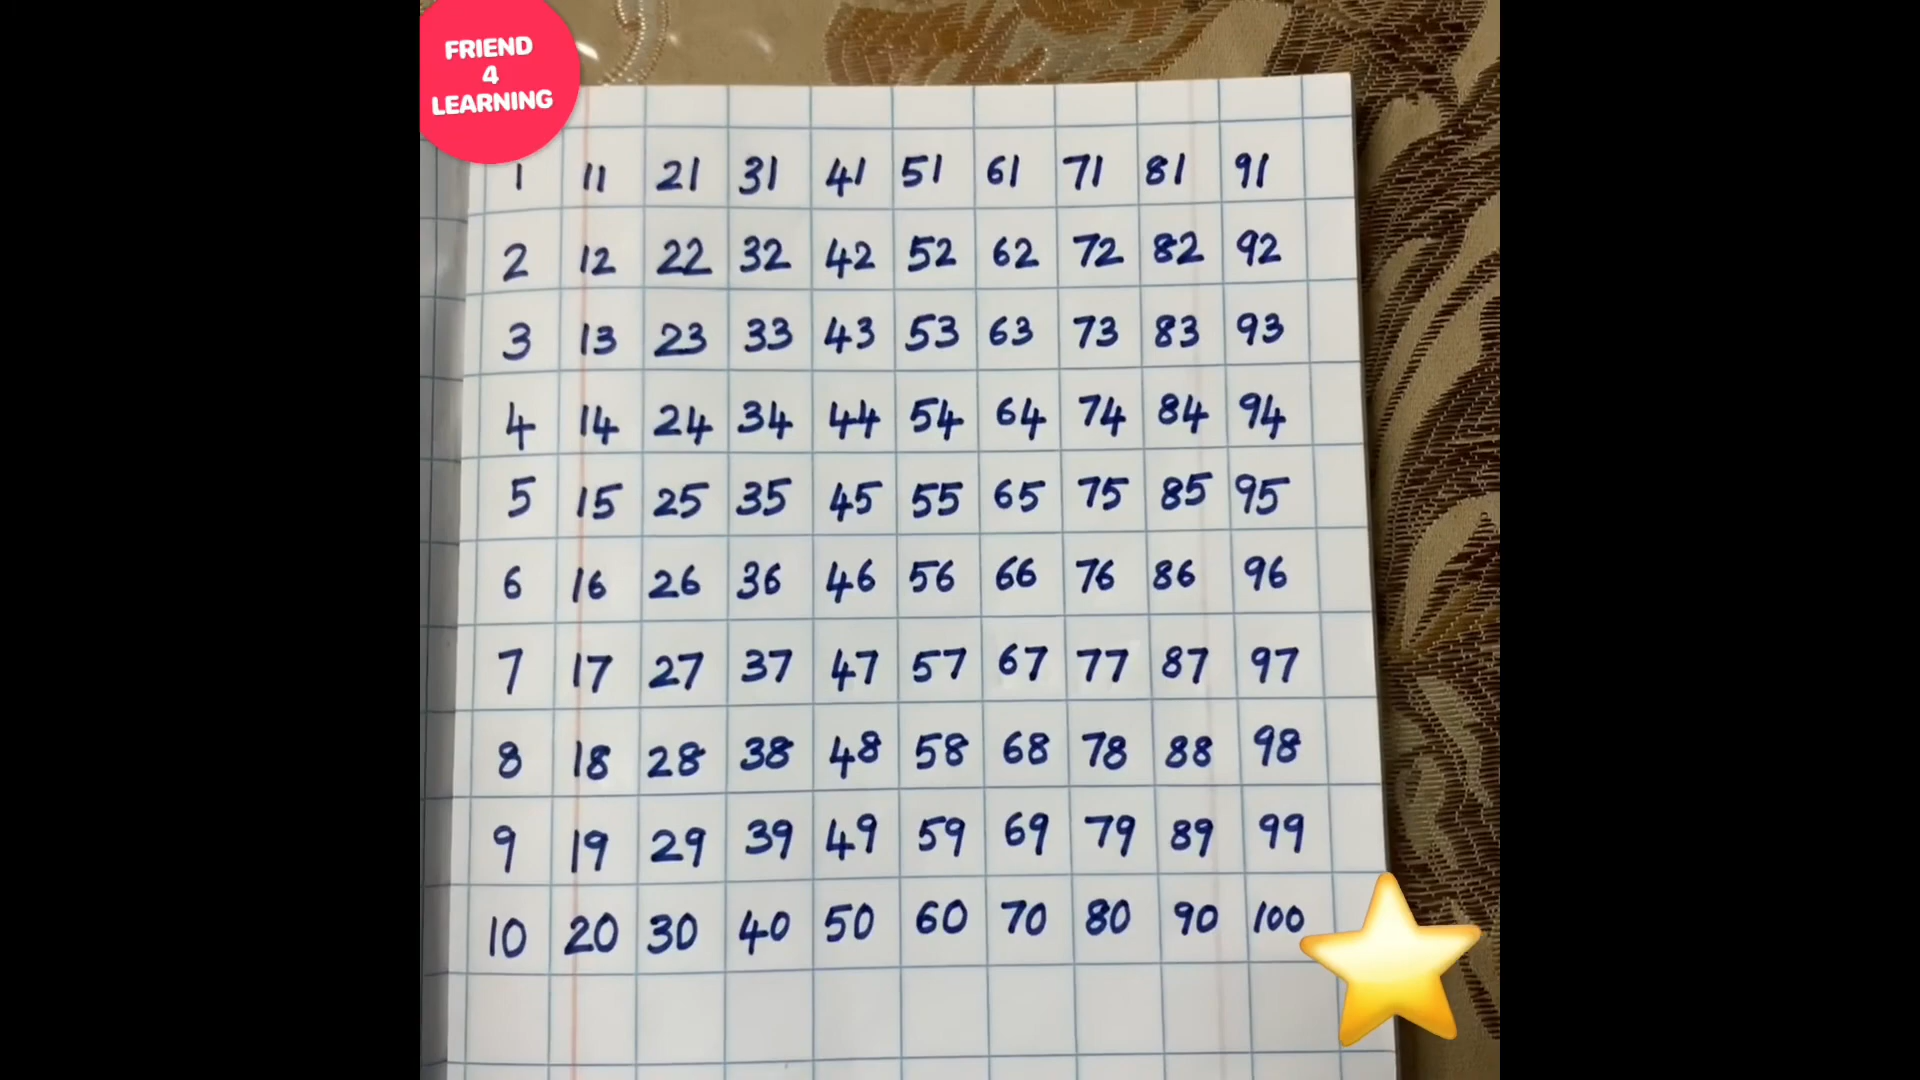 FRIEND
4
LEARNING
1 11 21 31 41 51 61 71 81 91
2 12 22 32 42 52 62 72 82 92
3 13 23 33 43 53 63 73 83 93
4 14 24 34 44 54 64 74 84 94
5 15 25 35 45 55 65 75 85 95
6 16 26 36 46 56 66 76 86 96
7 17 27 37 47 57 67 77 87 97
8 18 28 38 48 58 68 78 88 98
9 19 29 39 49 59 69 79 89 99
10 20 30 40 50 60 70 80 90 100